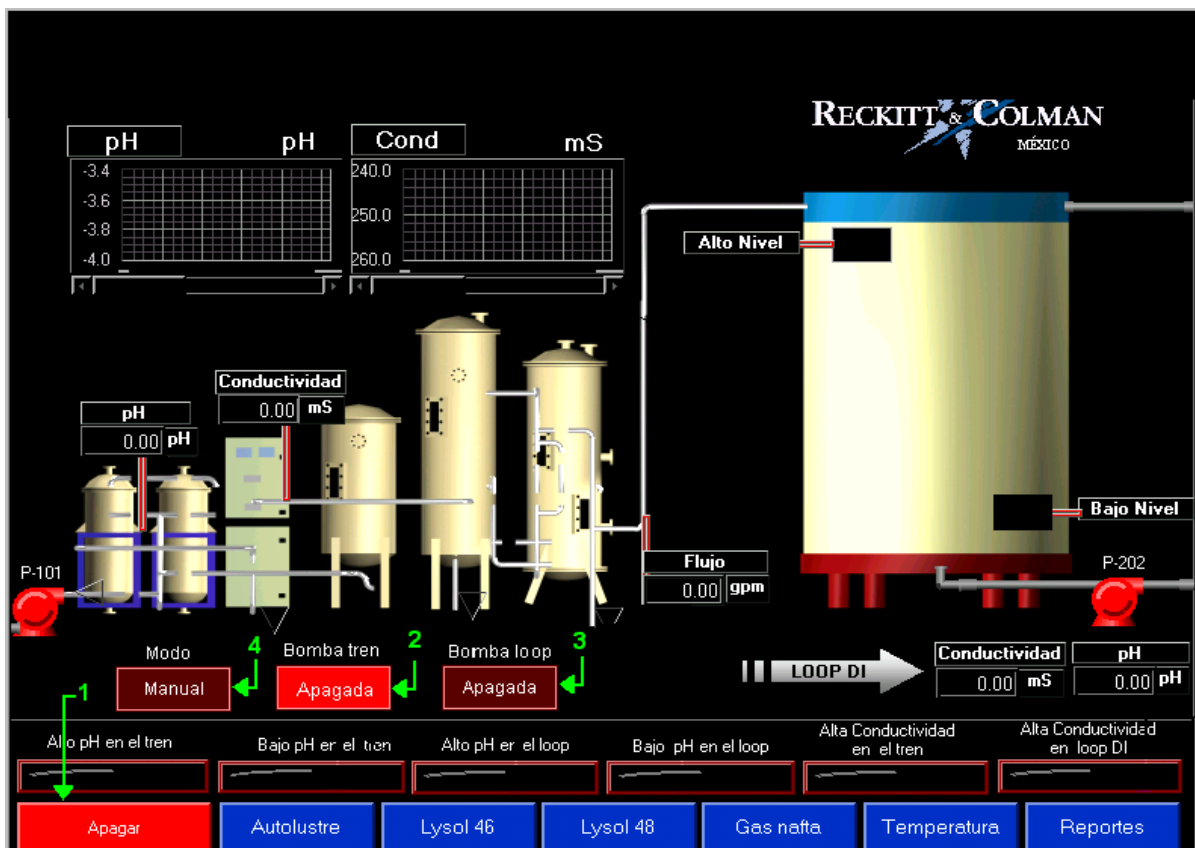 RECKITT & COLMAN
MÉXICO
pH pH
Cond mS
-3.4
-3.6
-3.8
-4.0
240.0
250.0
260.0
Alto Nivel
Conductividad
0.00 mS
pH
0.00 pH
Bajo Nivel
Flujo
0.00 gpm
P-101
P-202
Modo
4
Bomba tren
2
Bomba loop
3
Manual
Apagada
Apagada
LOOP DI
Conductividad
0.00 mS
pH
0.00 pH
1
Alto pH en el tren
Bajo pH en el tren
Alto pH en el loop
Bajo pH en el loop
Alta Conductividad
en el tren
Alta Conductividad
en loop DI
Apagar
Autolustre
Lysol 46
Lysol 48
Gas nafta
Temperatura
Reportes